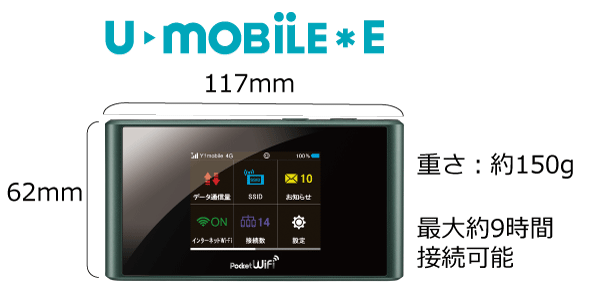 U▶mOBiLE*E
117mm
62mm
Y!mobile 4G
100%
10
データ通信量
SSID
お知らせ
ON
14
インターネットWi-Fi
接続数
設定
Pocket WiFi
重さ：約150g
最大約9時間
接続可能